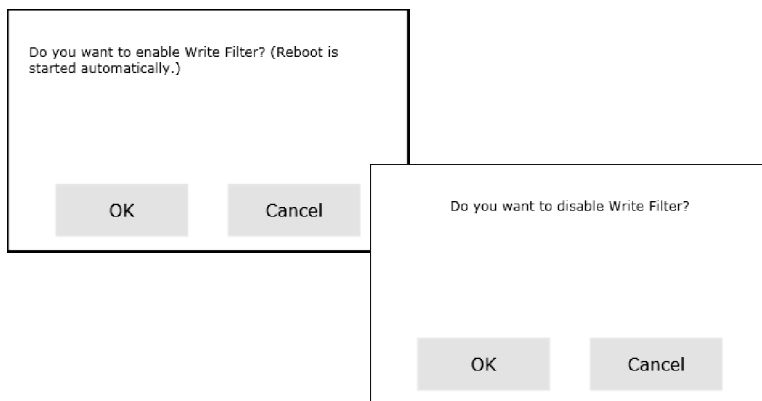 Do you want to enable Write Filter? (Reboot is
started automatically.)
OK
Cancel
Do you want to disable Write Filter?
OK
Cancel